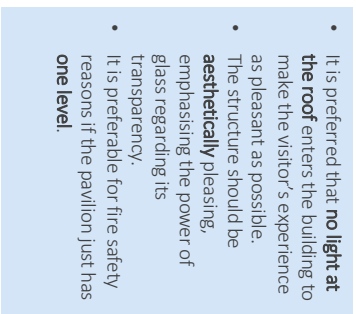 • It is preferred that no light at
the roof enters the building to
make the visitor's experience
as pleasant as possible.
• The structure should be
aesthetically pleasing,
emphasising the power of
glass regarding its
transparency.
• It is preferable for fire safety
reasons if the pavilion just has
one level.